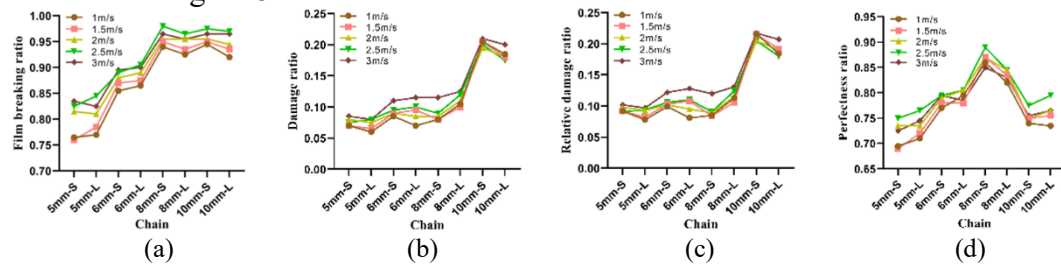 Film breaking ratio
1.00
0.95
0.90
0.85
0.80
0.75
0.70
1m/s
1.5m/s
2m/s
2.5m/s
3m/s
5mm-S
5mm-L
6mm-S
6mm-L
8mm-S
8mm-L
10mm-S
10mm-L
Chain
(a)
Damage ratio
0.25
0.20
0.15
0.10
0.05
0.00
1m/s
1.5m/s
2m/s
2.5m/s
3m/s
5mm-S
5mm-L
6mm-S
6mm-L
8mm-S
8mm-L
10mm-S
10mm-L
Chain
(b)
Relative damage ratio
0.25
0.20
0.15
0.10
0.05
0.00
1m/s
1.5m/s
2m/s
2.5m/s
3m/s
5mm-S
5mm-L
6mm-S
6mm-L
8mm-S
8mm-L
10mm-S
10mm-L
Chain
(c)
Perfectness ratio
0.95
0.90
0.85
0.80
0.75
0.70
0.65
1m/s
1.5m/s
2m/s
2.5m/s
3m/s
5mm-S
5mm-L
6mm-S
6mm-L
8mm-S
8mm-L
10mm-S
10mm-L
Chain
(d)